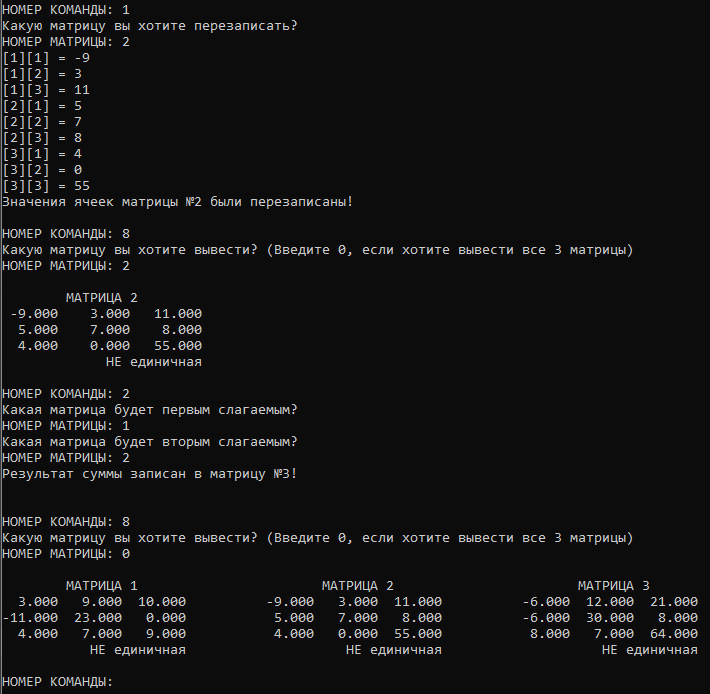 НОМЕР КОМАНДЫ: 1
Какую матрицу вы хотите перезаписать?
НОМЕР МАТРИЦЫ: 2
[1][1] = -9
[1][2] = 3
[1][3] = 11
[2][1] = 5
[2][2] = 7
[2][3] = 8
[3][1] = 4
[3][2] = 0
[3][3] = 55
Значения ячеек матрицы №2 были перезаписаны!
НОМЕР КОМАНДЫ: 8
Какую матрицу вы хотите вывести? (Введите 0, если хотите вывести все 3 матрицы)
НОМЕР МАТРИЦЫ: 2
МАТРИЦА 2
-9.000 3.000 11.000
5.000 7.000 8.000
4.000 0.000 55.000
НЕ единичная
НОМЕР КОМАНДЫ: 2
Какая матрица будет первым слагаемым?
НОМЕР МАТРИЦЫ: 1
Какая матрица будет вторым слагаемым?
НОМЕР МАТРИЦЫ: 2
Результат суммы записан в матрицу №3!
НОМЕР КОМАНДЫ: 8
Какую матрицу вы хотите вывести? (Введите 0, если хотите вывести все 3 матрицы)
НОМЕР МАТРИЦЫ: 0
МАТРИЦА 1 МАТРИЦА 2 МАТРИЦА 3
3.000 9.000 10.000 -9.000 3.000 11.000 -6.000 12.000 21.000
-11.000 23.000 0.000 5.000 7.000 8.000 -6.000 30.000 8.000
4.000 7.000 9.000 4.000 0.000 55.000 8.000 7.000 64.000
НЕ единичная НЕ единичная НЕ единичная
НОМЕР КОМАНДЫ: